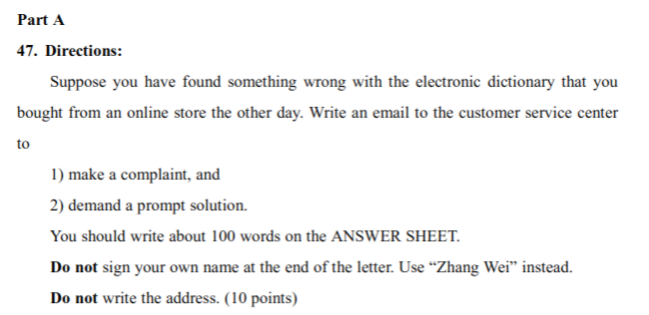 Part A
47. Directions:
Suppose you have found something wrong with the electronic dictionary that you
bought from an online store the other day. Write an email to the customer service center
to
1) make a complaint, and
2) demand a prompt solution.
You should write about 100 words on the ANSWER SHEET.
Do not sign your own name at the end of the letter. Use “Zhang Wei” instead.
Do not write the address. (10 points)